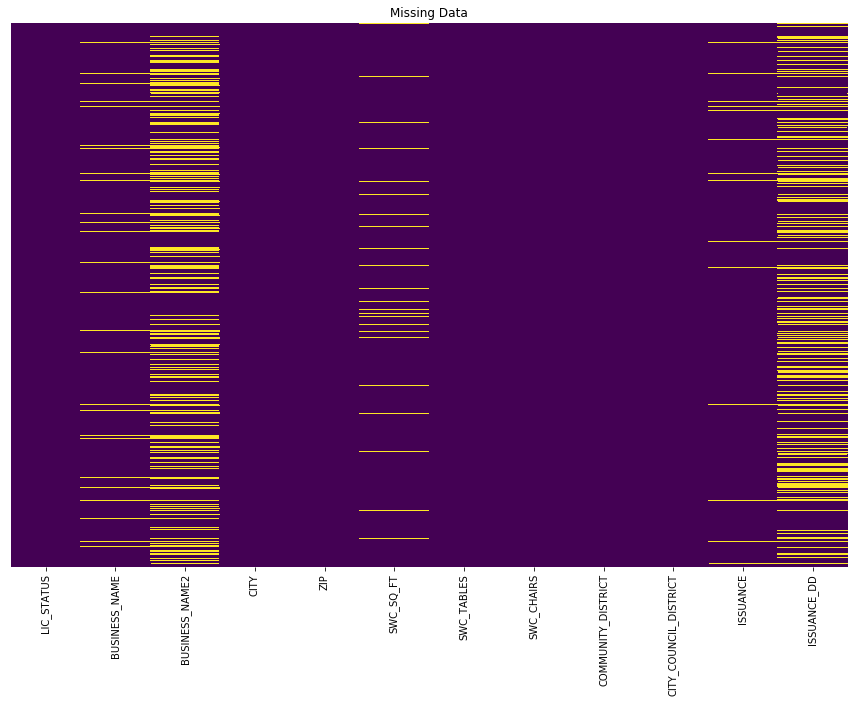 Missing Data
LIC_STATUS
BUSINESS_NAME
BUSINESS_NAME2
CITY
ZIP
SWC_SQ_FT
SWC_TABLES
SWC_CHAIRS
COMMUNITY_DISTRICT
CITY_COUNCIL_DISTRICT
ISSUANCE
ISSUANCE_DD